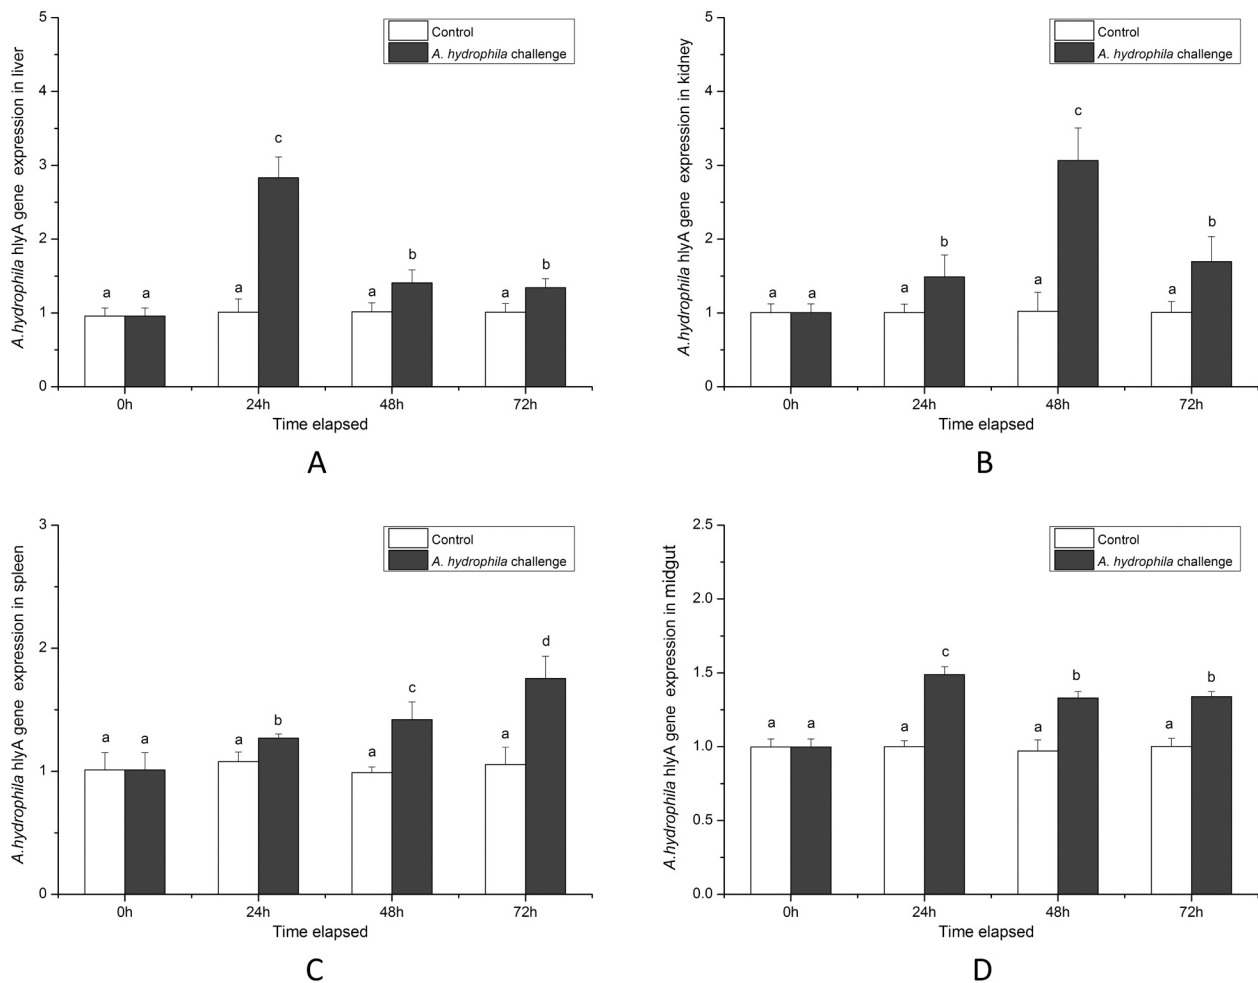 A.hydrophila hlyA gene expression in liver
5
4
3
2
1
0
Control
A. hydrophila challenge
a a a c a b a b
0h 24h 48h 72h
Time elapsed
A
A.hydrophila hlyA gene expression in kidney
5
4
3
2
1
0
Control
A. hydrophila challenge
a a a b a c a b
0h 24h 48h 72h
Time elapsed
B
A.hydrophila hlyA gene expression in spleen
3
2
1
0
Control
A. hydrophila challenge
a a a b a c a d
0h 24h 48h 72h
Time elapsed
C
A.hydrophila hlyA gene expression in midgut
2.5
2.0
1.5
1.0
0.5
0.0
Control
A. hydrophila challenge
a a a c a b a b
0h 24h 48h 72h
Time elapsed
D